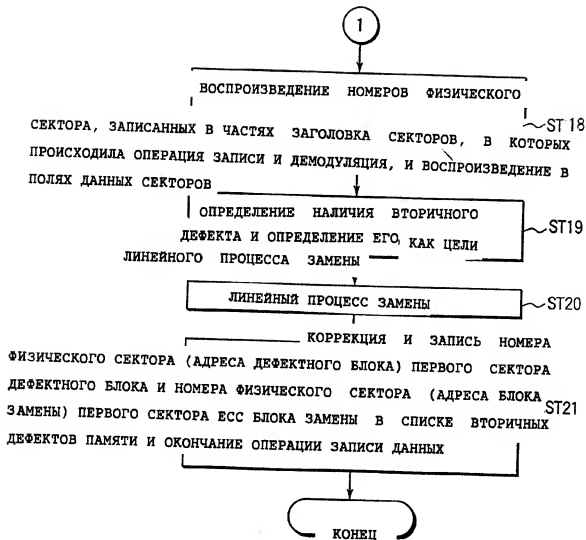 1
ВОСПРОИЗВЕДЕНИЕ НОМЕРОВ ФИЗИЧЕСКОГО
ST 18
СЕКТОРА, ЗАПИСАННЫХ В ЧАСТЯХ ЗАГОЛОВКА СЕКТОРОВ, В КОТОРЫХ
ПРОИСХОДИЛА ОПЕРАЦИЯ ЗАПИСИ И ДЕМОДУЛЯЦИЯ, И ВОСПРОИЗВЕДЕНИЕ В
ПОЛЯХ ДАННЫХ СЕКТОРОВ
ОПРЕДЕЛЕНИЕ НАЛИЧИЯ ВТОРИЧНОГО
ST19
ДЕФЕКТА И ОПРЕДЕЛЕНИЕ ЕГО, КАК ЦЕЛИ
ЛИНЕЙНОГО ПРОЦЕССА ЗАМЕНЫ
ЛИНЕЙНЫЙ ПРОЦЕСС ЗАМЕНЫ
ST20
КОРРЕКЦИЯ И ЗАПИСЬ НОМЕРА
ФИЗИЧЕСКОГО СЕКТОРА (АДРЕСА ДЕФЕКТНОГО БЛОКА) ПЕРВОГО СЕКТОРА
ДЕФЕКТНОГО БЛОКА И НОМЕРА ФИЗИЧЕСКОГО СЕКТОРА (АДРЕСА БЛОКА
ST21
ЗАМЕНЫ) ПЕРВОГО СЕКТОРА ECC БЛОКА ЗАМЕНЫ В СПИСКЕ ВТОРИЧНЫХ
ДЕФЕКТОВ ПАМЯТИ И ОКОНЧАНИЕ ОПЕРАЦИИ ЗАПИСИ ДАННЫХ
КОНЕЦ